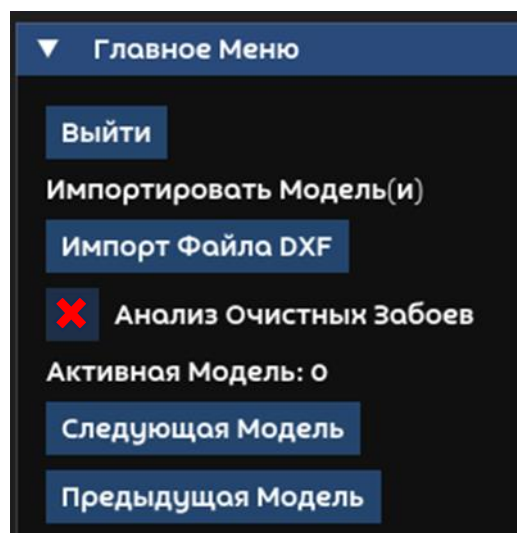 Главное Меню
Выйти
Импортировать Модель(и)
Импорт Файла DXF
Анализ Очистных Забоев
Активная Модель: 0
Следующая Модель
Предыдущая Модель